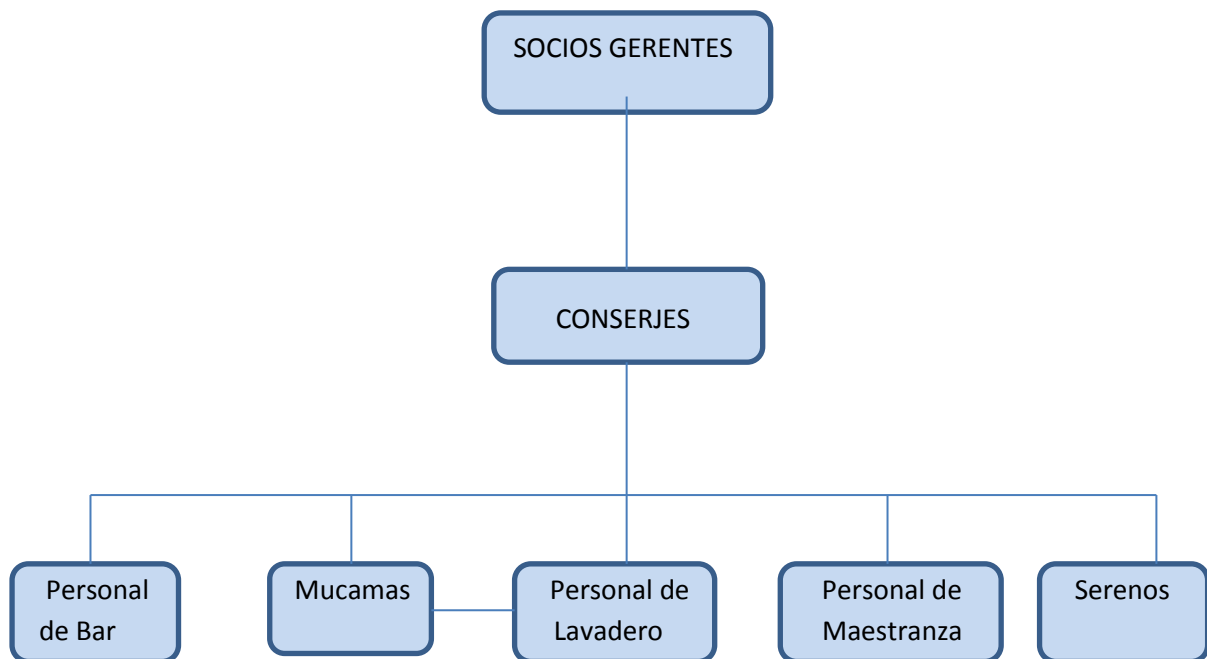 SOCIOS GERENTES
CONSERJES
Personal
de Bar
Mucamas
Personal de
Lavadero
Personal de
Maestranza
Serenos